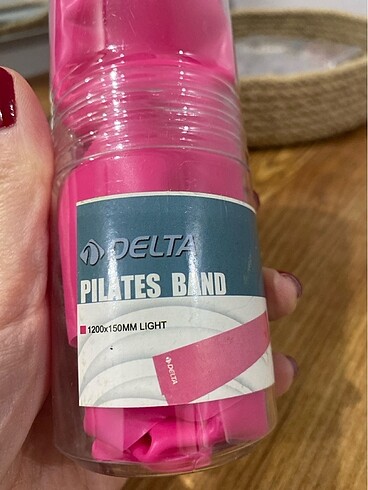 DELTA
PILATES BAND
1200x150MM LIGHT
DELTA